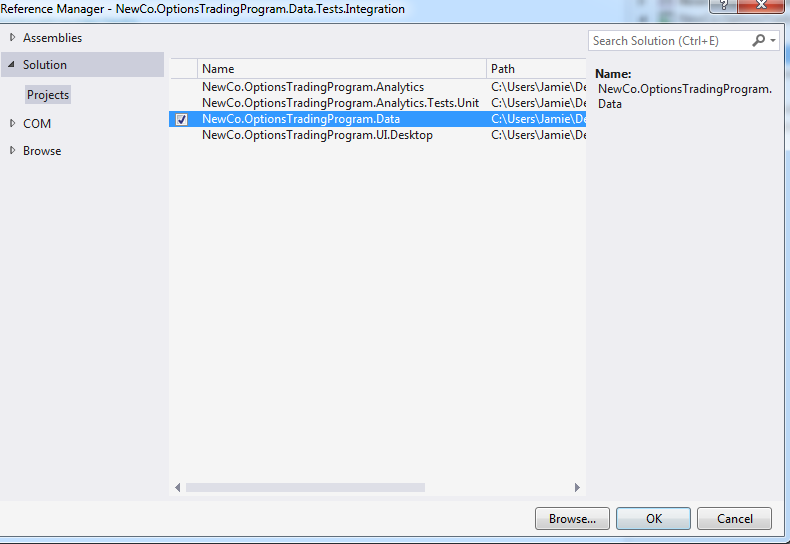 Reference Manager - NewCo.OptionsTradingProgram.Data.Tests.Integration
?
Assemblies
Solution
Projects
COM
Browse
Name Path
NewCo.OptionsTradingProgram.Analytics C:\Users\Jamie\De
NewCo.OptionsTradingProgram.Analytics.Tests.Unit C:\Users\Jamie\De
NewCo.OptionsTradingProgram.Data C:\Users\Jamie\De
NewCo.OptionsTradingProgram.UI.Desktop C:\Users\Jamie\De
Search Solution (Ctrl+E)
Name:
NewCo.OptionsTradingProgram.
Data
Browse... OK Cancel